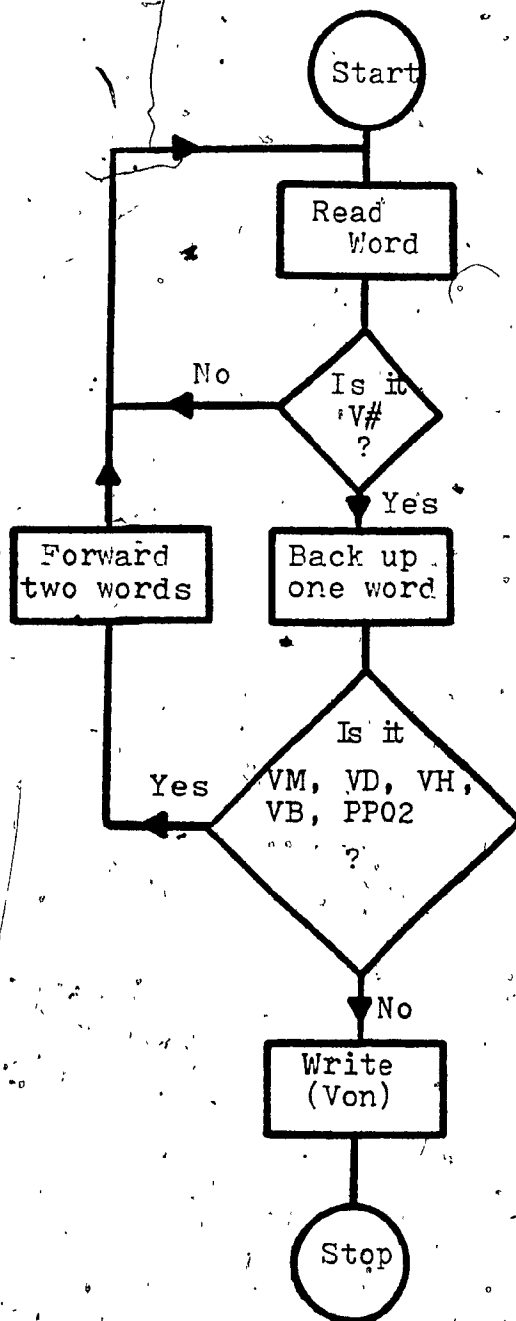 Start
Read
Word
Is it
V#
?
No
Yes
Forward
two words
Back up
one word
Is it
VM, VD, VH,
VB, PP02
?
Yes
No
Write
(Von)
Stop